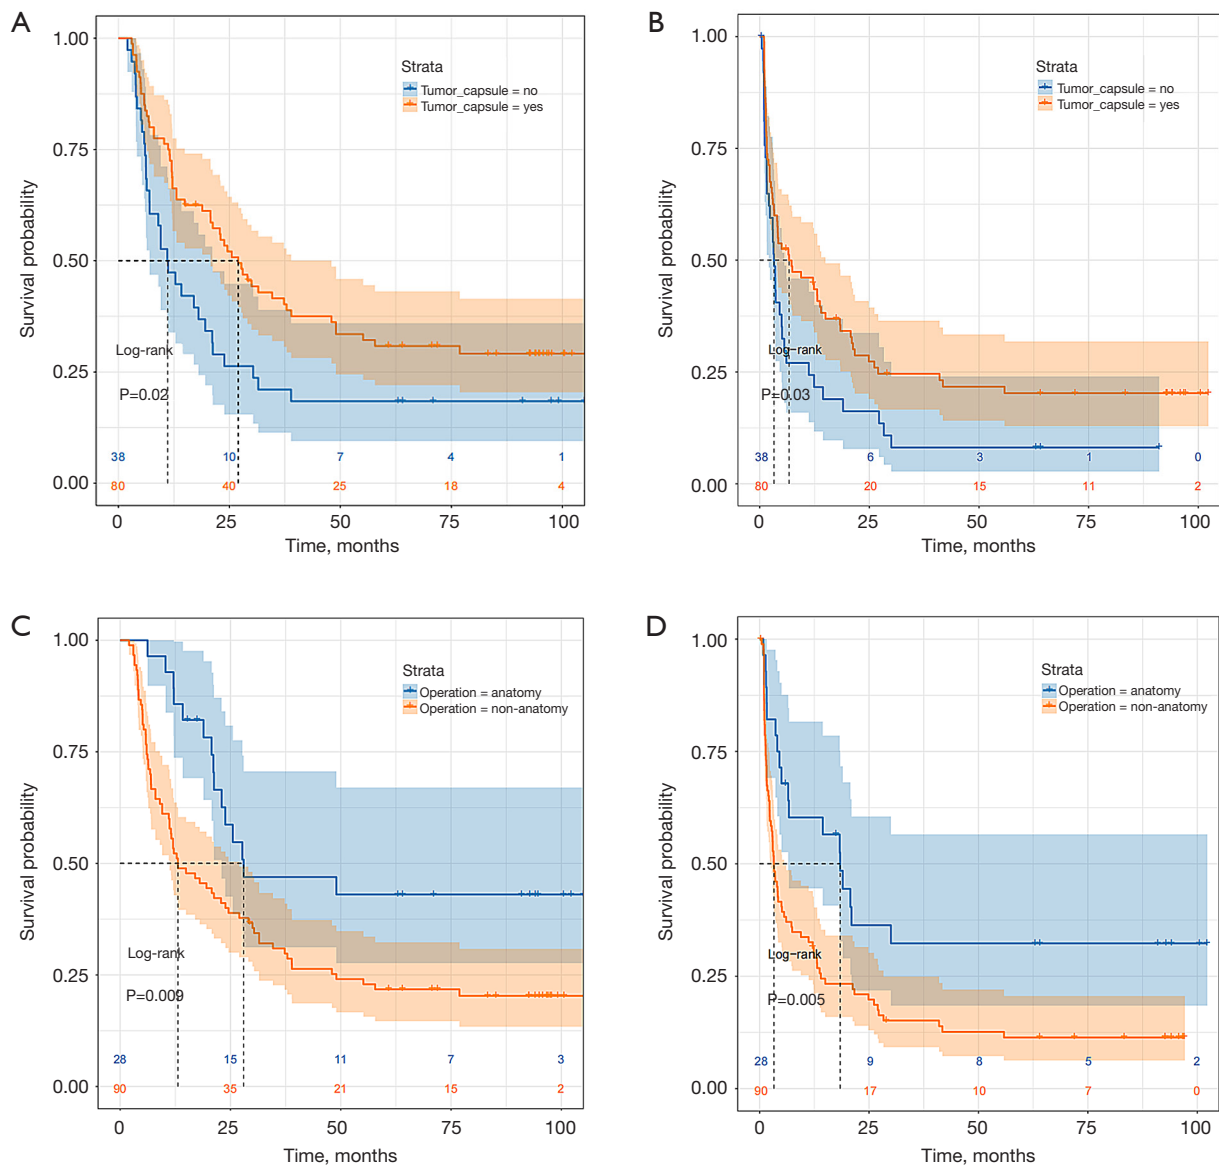 A
1.00
0.75
0.50
0.25
0.00
Survival probability
Strata
Tumor_capsule = no
Tumor_capsule = yes
Log-rank
P=0.02
38 10 7 4 1
80 40 25 18 4
0 25 50 75 100
Time, months
B
1.00
0.75
0.50
0.25
0.00
Survival probability
Strata
Tumor_capsule = no
Tumor_capsule = yes
Log-rank
P=0.03
38 6 3 1 0
80 20 15 11 2
0 25 50 75 100
Time, months
C
1.00
0.75
0.50
0.25
0.00
Survival probability
Strata
Operation = anatomy
Operation = non-anatomy
Log-rank
P=0.009
28 15 11 7 3
90 35 21 15 2
0 25 50 75 100
Time, months
D
1.00
0.75
0.50
0.25
0.00
Survival probability
Strata
Operation = anatomy
Operation = non-anatomy
Log-rank
P=0.005
28 9 8 5 2
90 17 10 7 0
0 25 50 75 100
Time, months